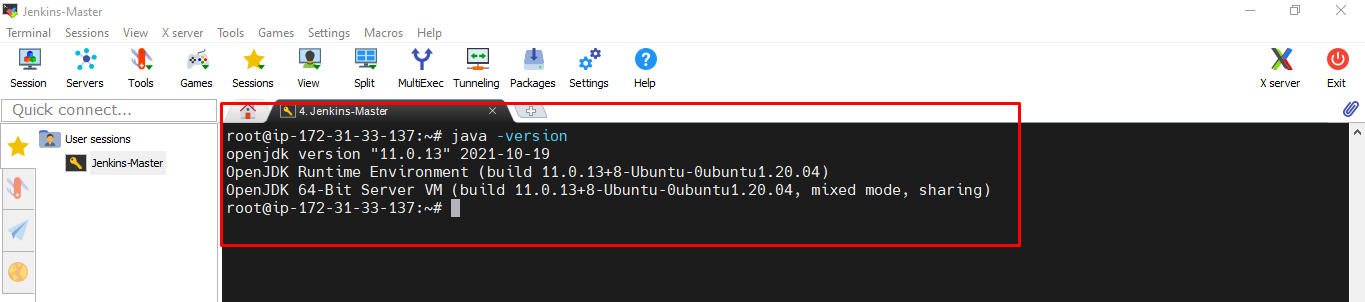 Jenkins-Master
Terminal Sessions View X server Tools Games Settings Macros Help
Session Servers Tools Games Sessions View Split MultiExec Tunneling Packages Settings Help X server Exit
Quick connect...
4. Jenkins-Master
User sessions
Jenkins-Master
root@ip-172-31-33-137:~# java -version
openjdk version "11.0.13" 2021-10-19
OpenJDK Runtime Environment (build 11.0.13+8-Ubuntu-0ubuntu1.20.04)
OpenJDK 64-Bit Server VM (build 11.0.13+8-Ubuntu-0ubuntu1.20.04, mixed mode, sharing)
root@ip-172-31-33-137:~#